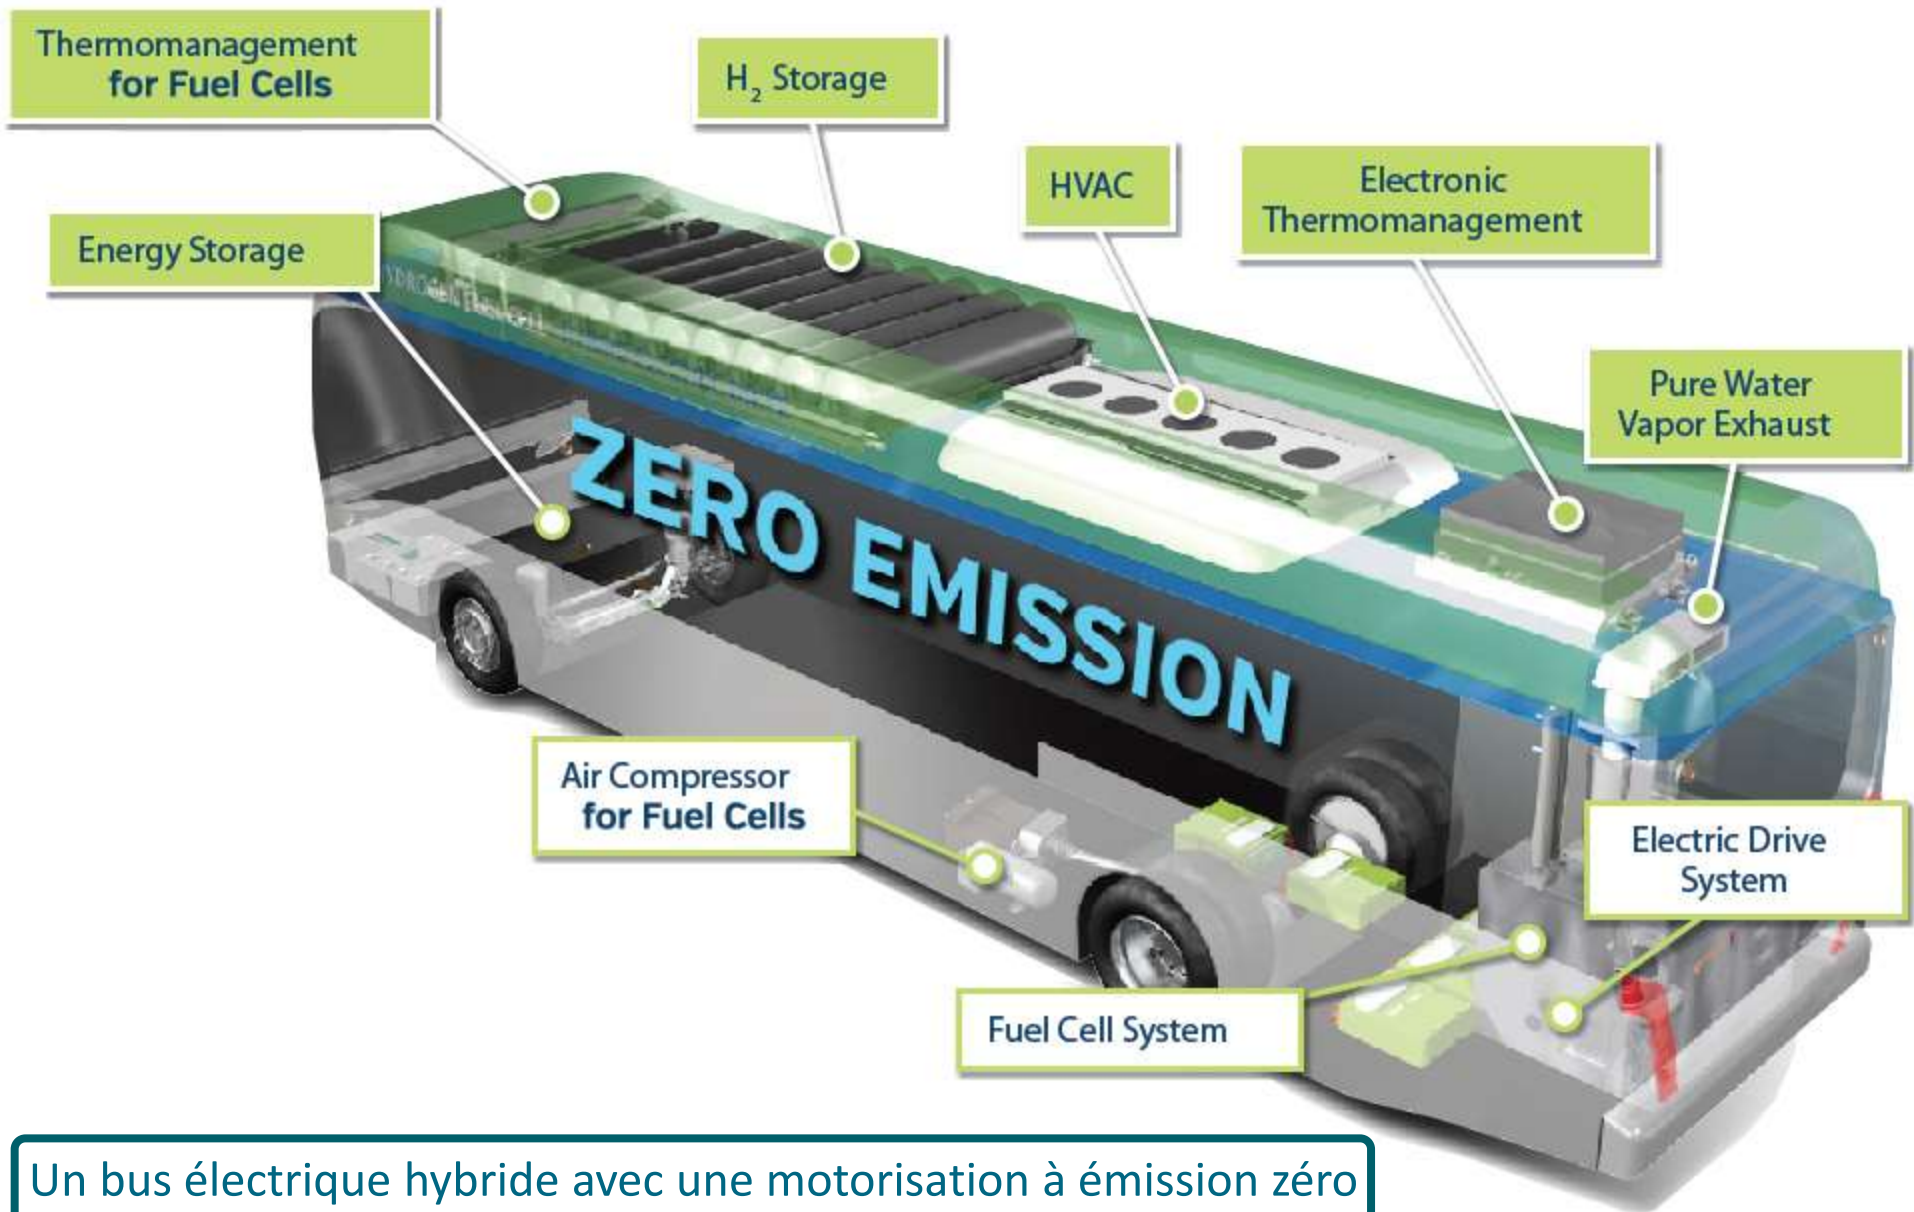 Thermomanagement
for Fuel Cells
H₂ Storage
HVAC
Electronic
Thermomanagement
Energy Storage
Pure Water
Vapor Exhaust
ZERO EMISSION
Air Compressor
for Fuel Cells
Electric Drive
System
Fuel Cell System
Un bus électrique hybride avec une motorisation à émission zéro